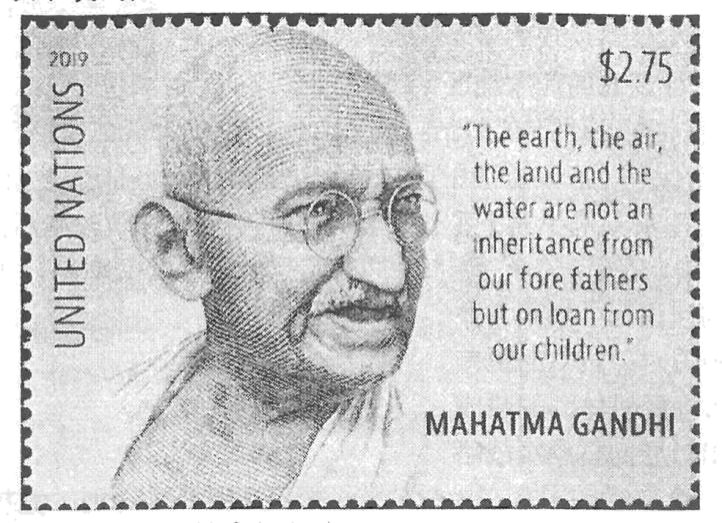 2019
UNITED NATIONS
$2.75
"The earth, the air,
the land and the
water are not an
inheritance from
our fore fathers
but on loan from
our children."
MAHATMA GANDHI